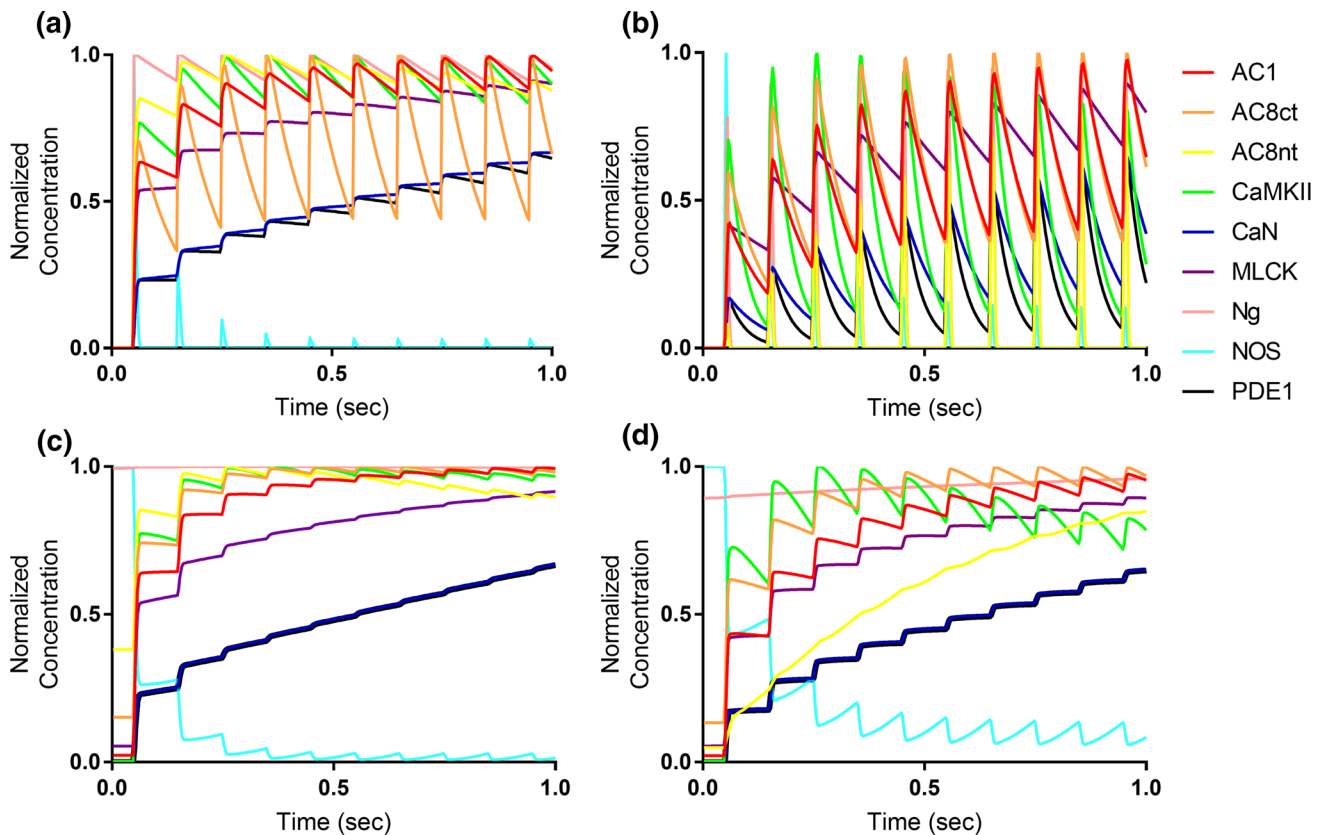 (a)
Normalized
Concentration
1.0
0.5
0.0
0.0
0.5
1.0
Time (sec)
(b)
Normalized
Concentration
1.0
0.5
0.0
0.0
0.5
1.0
Time (sec)
AC1
AC8ct
AC8nt
CaMKII
CaN
MLCK
Ng
NOS
PDE1
(c)
Normalized
Concentration
1.0
0.5
0.0
0.0
0.5
1.0
Time (sec)
(d)
Normalized
Concentration
1.0
0.5
0.0
0.0
0.5
1.0
Time (sec)